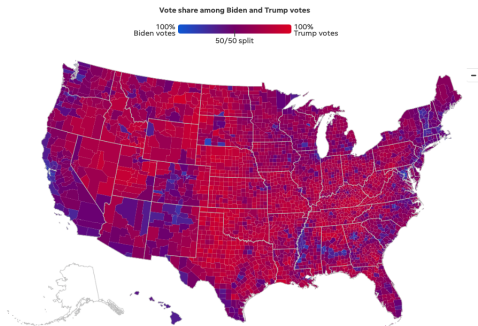 Vote share among Biden and Trump votes
100%
Biden votes
100%
Trump votes
50/50 split